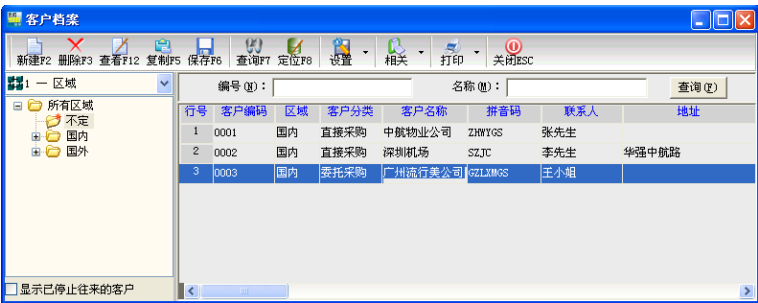 客户档案
新建F2 删除F3 查看F12 复制F5 保存F6 查询F7 定位F8 设置 相关 打印 关闭ESC
1 — 区域 编号(N): 名称(M): 查询(F)
所有区域
不定
国内
国外
行号 客户编码 区域 客户分类 客户名称 拼音码 联系人 地址
1 0001 国内 直接采购 中航物业公司 ZHWYGS 张先生
2 0002 国内 直接采购 深圳机场 SZJC 李先生 华强中航路
3 0003 国内 委托采购 广州流行美公司 GZLXMGS 王小姐
显示已停止往来的客户